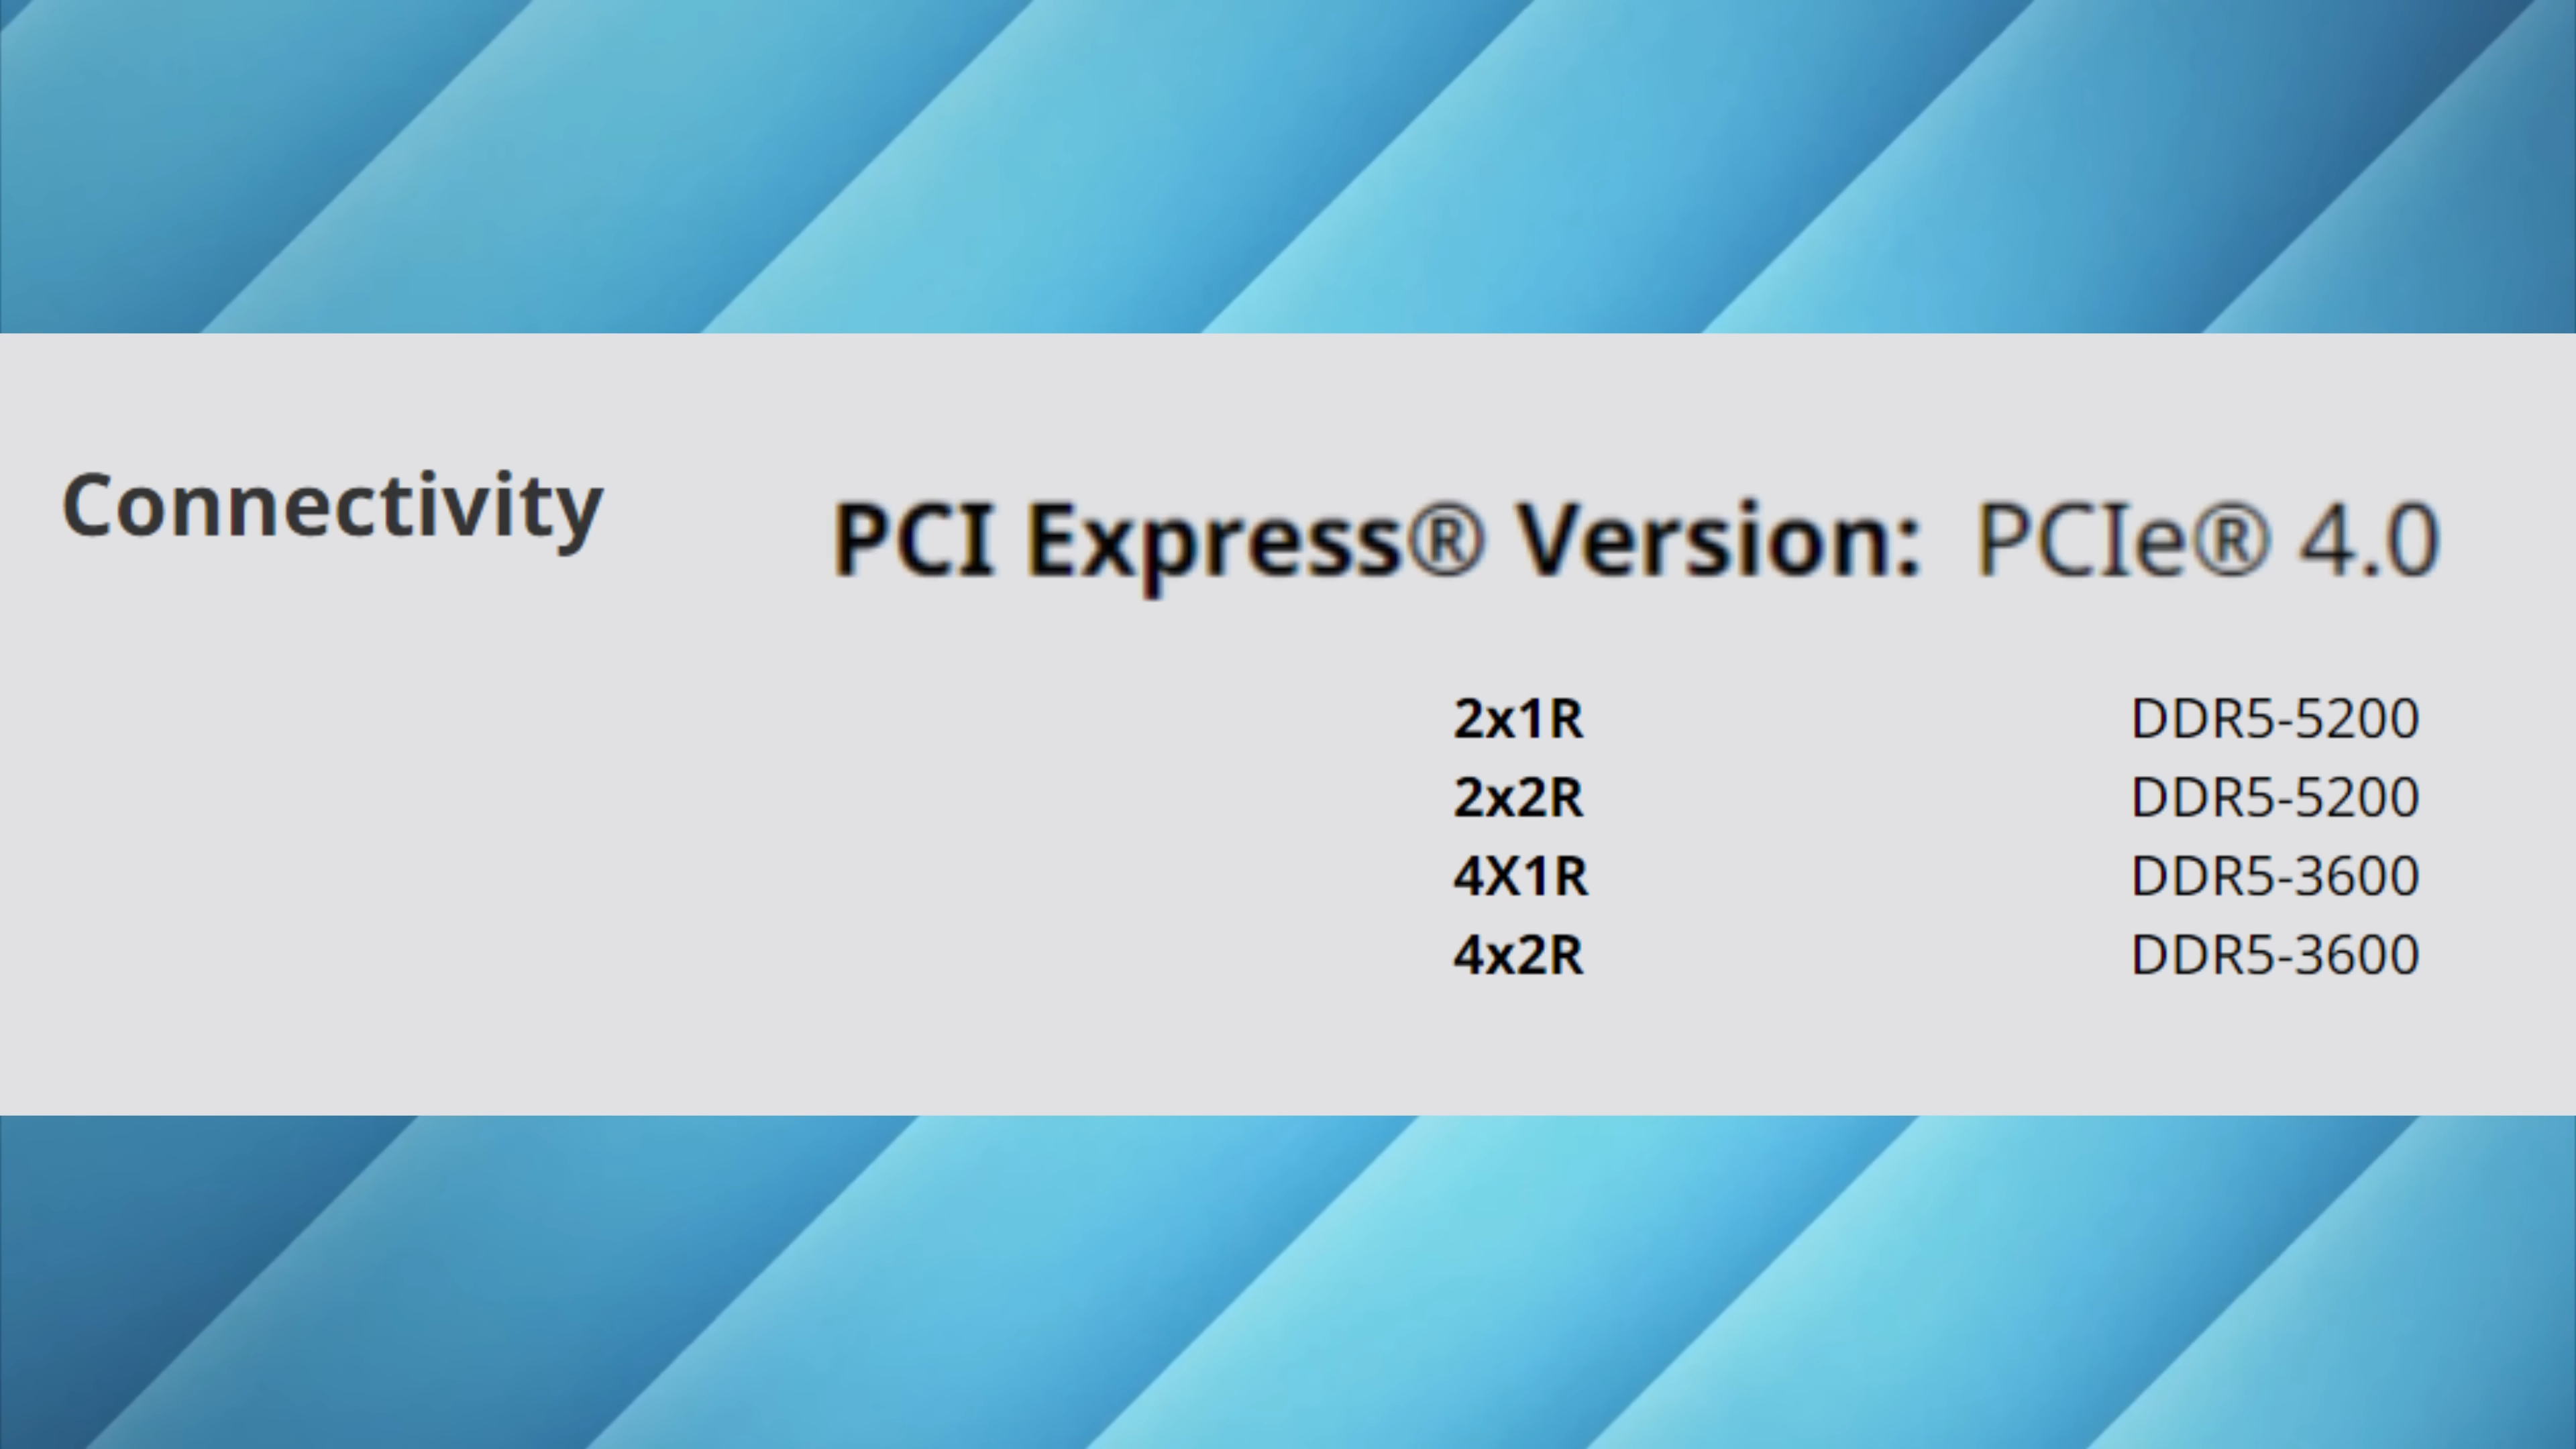 Connectivity
PCI Express® Version: PCIe® 4.0
2x1R DDR5-5200
2x2R DDR5-5200
4X1R DDR5-3600
4x2R DDR5-3600